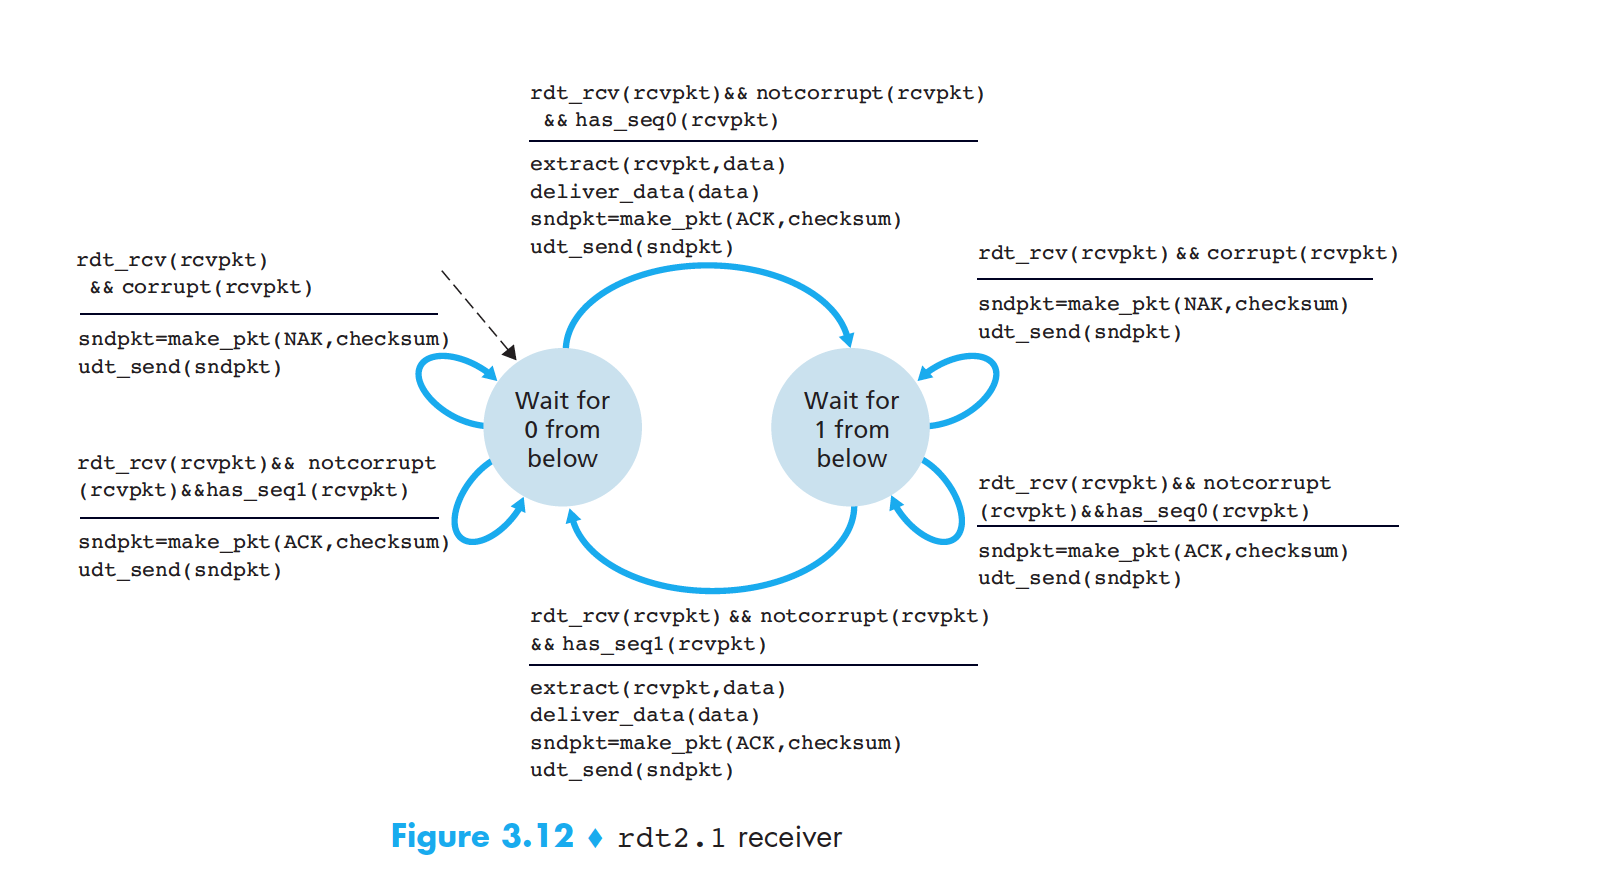 rdt_rcv(rcvpkt)&& notcorrupt(rcvpkt)
&& has_seq0(rcvpkt)
extract(rcvpkt,data)
deliver_data(data)
sndpkt=make_pkt(ACK,checksum)
udt_send(sndpkt)
rdt_rcv(rcvpkt)
&& corrupt(rcvpkt)
sndpkt=make_pkt(NAK,checksum)
udt_send(sndpkt)
rdt_rcv(rcvpkt) && corrupt(rcvpkt)
sndpkt=make_pkt(NAK,checksum)
udt_send(sndpkt)
Wait for
0 from
below
Wait for
1 from
below
rdt_rcv(rcvpkt)&& notcorrupt
(rcvpkt)&&has_seq1(rcvpkt)
sndpkt=make_pkt(ACK,checksum)
udt_send(sndpkt)
rdt_rcv(rcvpkt)&& notcorrupt
(rcvpkt)&&has_seq0(rcvpkt)
sndpkt=make_pkt(ACK,checksum)
udt_send(sndpkt)
rdt_rcv(rcvpkt) && notcorrupt(rcvpkt)
&& has_seq1(rcvpkt)
extract(rcvpkt,data)
deliver_data(data)
sndpkt=make_pkt(ACK,checksum)
udt_send(sndpkt)
Figure 3.12 ♦ rdt2.1 receiver